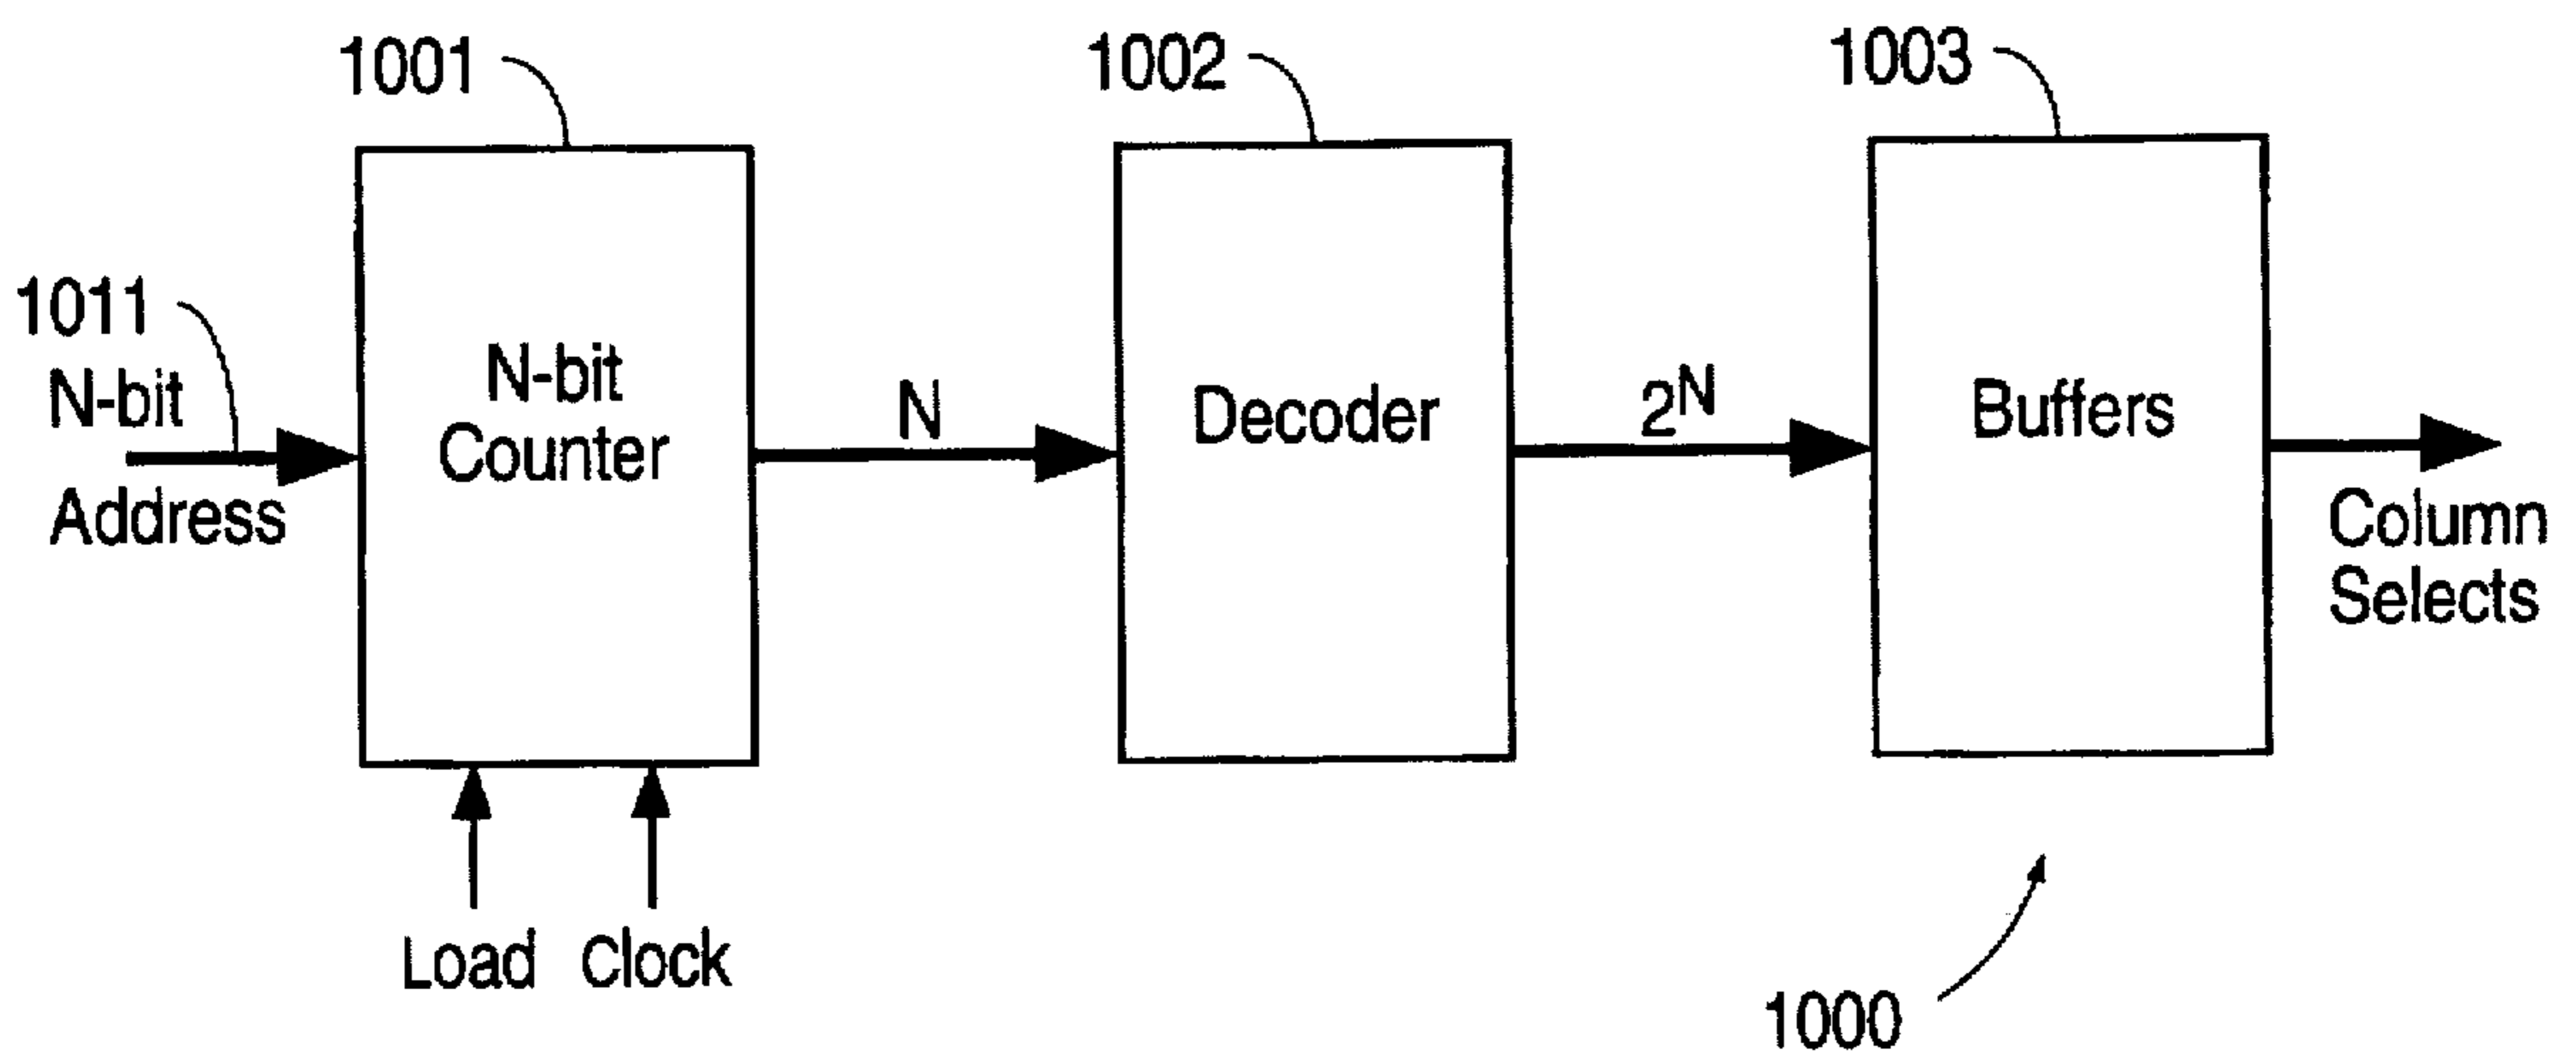 1001
1002
1003
1011
N-bit
Address
N-bit
Counter
N
Decoder
2^N
Buffers
Column
Selects
Load
Clock
1000